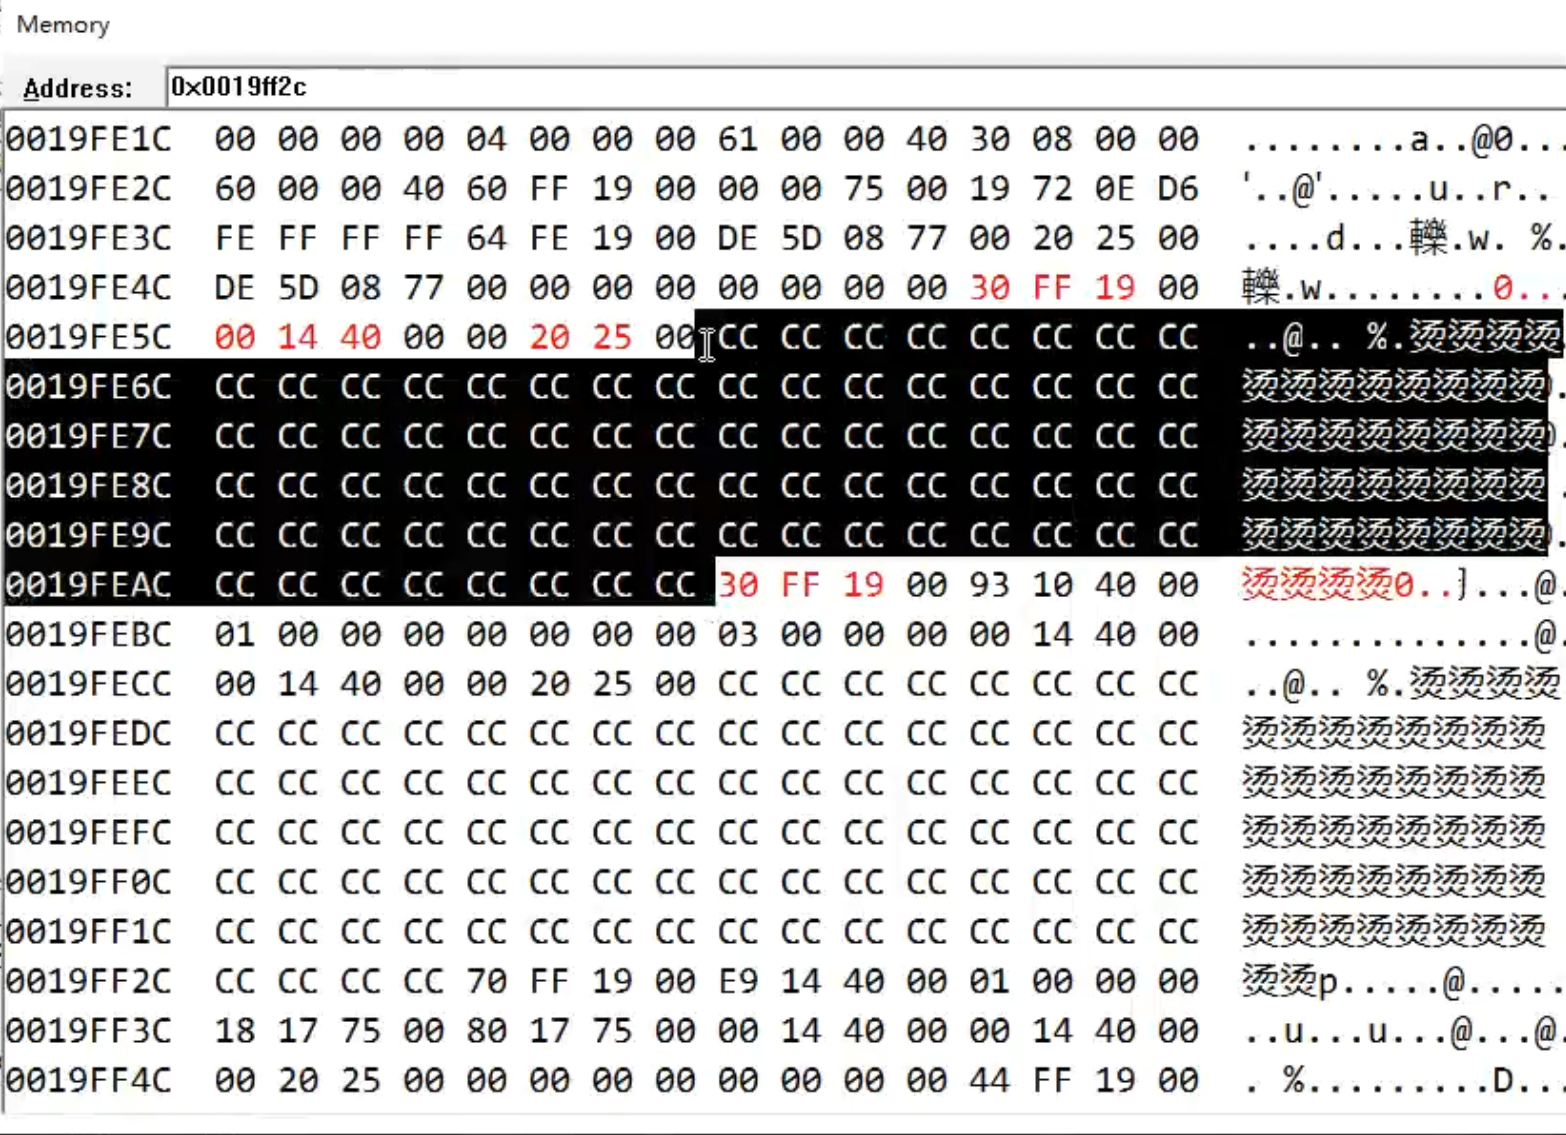 Memory
Address: 0x0019ff2c
0019FE1C 00 00 00 00 04 00 00 00 61 00 00 40 30 08 00 00 ........a..@0...
0019FE2C 60 00 00 40 60 FF 19 00 00 00 75 00 19 72 0E D6 '..@'.....u..r..
0019FE3C FE FF FF FF 64 FE 19 00 DE 5D 08 77 00 20 25 00 ....d...轢.w. %.
0019FE4C DE 5D 08 77 00 00 00 00 00 00 00 00 30 FF 19 00 轢.w........0...
0019FE5C 00 14 40 00 00 20 25 00 CC CC CC CC CC CC CC CC ..@.. %.烫烫烫烫
0019FE6C CC CC CC CC CC CC CC CC CC CC CC CC CC CC CC CC 烫烫烫烫烫烫烫烫.
0019FE7C CC CC CC CC CC CC CC CC CC CC CC CC CC CC CC CC 烫烫烫烫烫烫烫烫.
0019FE8C CC CC CC CC CC CC CC CC CC CC CC CC CC CC CC CC 烫烫烫烫烫烫烫烫.
0019FE9C CC CC CC CC CC CC CC CC CC CC CC CC CC CC CC CC 烫烫烫烫烫烫烫烫.
0019FEAC CC CC CC CC CC CC CC CC 30 FF 19 00 93 10 40 00 烫烫烫烫0..]...@.
0019FEBC 01 00 00 00 00 00 00 00 03 00 00 00 00 14 40 00 ..............@.
0019FECC 00 14 40 00 00 20 25 00 CC CC CC CC CC CC CC CC ..@.. %.烫烫烫烫
0019FEDC CC CC CC CC CC CC CC CC CC CC CC CC CC CC CC CC 烫烫烫烫烫烫烫烫
0019FEEC CC CC CC CC CC CC CC CC CC CC CC CC CC CC CC CC 烫烫烫烫烫烫烫烫
0019FEFC CC CC CC CC CC CC CC CC CC CC CC CC CC CC CC CC 烫烫烫烫烫烫烫烫
0019FF0C CC CC CC CC CC CC CC CC CC CC CC CC CC CC CC CC 烫烫烫烫烫烫烫烫
0019FF1C CC CC CC CC CC CC CC CC CC CC CC CC CC CC CC CC 烫烫烫烫烫烫烫烫
0019FF2C CC CC CC CC 70 FF 19 00 E9 14 40 00 01 00 00 00 烫烫p.....@.....
0019FF3C 18 17 75 00 80 17 75 00 00 14 40 00 00 14 40 00 ..u...u...@...@.
0019FF4C 00 20 25 00 00 00 00 00 00 00 00 00 44 FF 19 00 . %.........D...